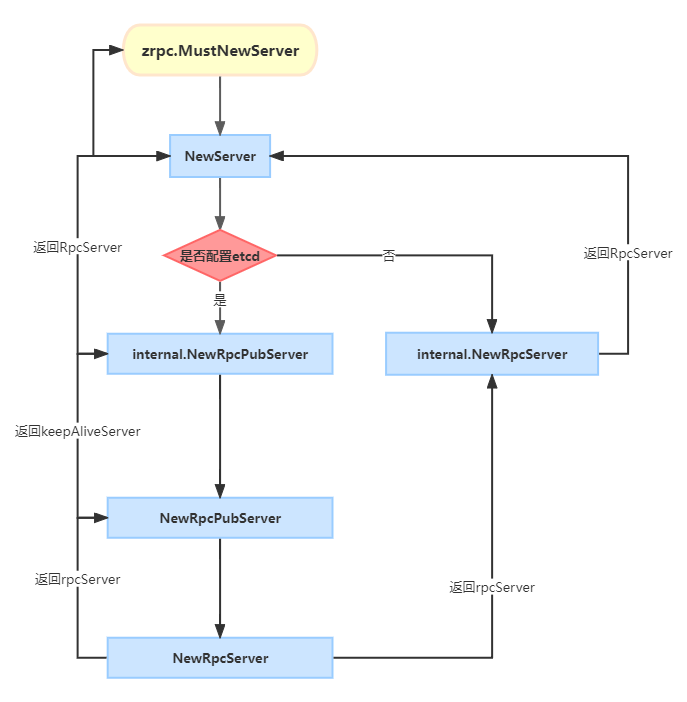 zrpc.MustNewServer
NewServer
返回RpcServer
返回RpcServer
是否配置etcd
否
是
internal.NewRpcPubServer
internal.NewRpcServer
返回keepAliveServer
NewRpcPubServer
返回rpcServer
返回rpcServer
NewRpcServer